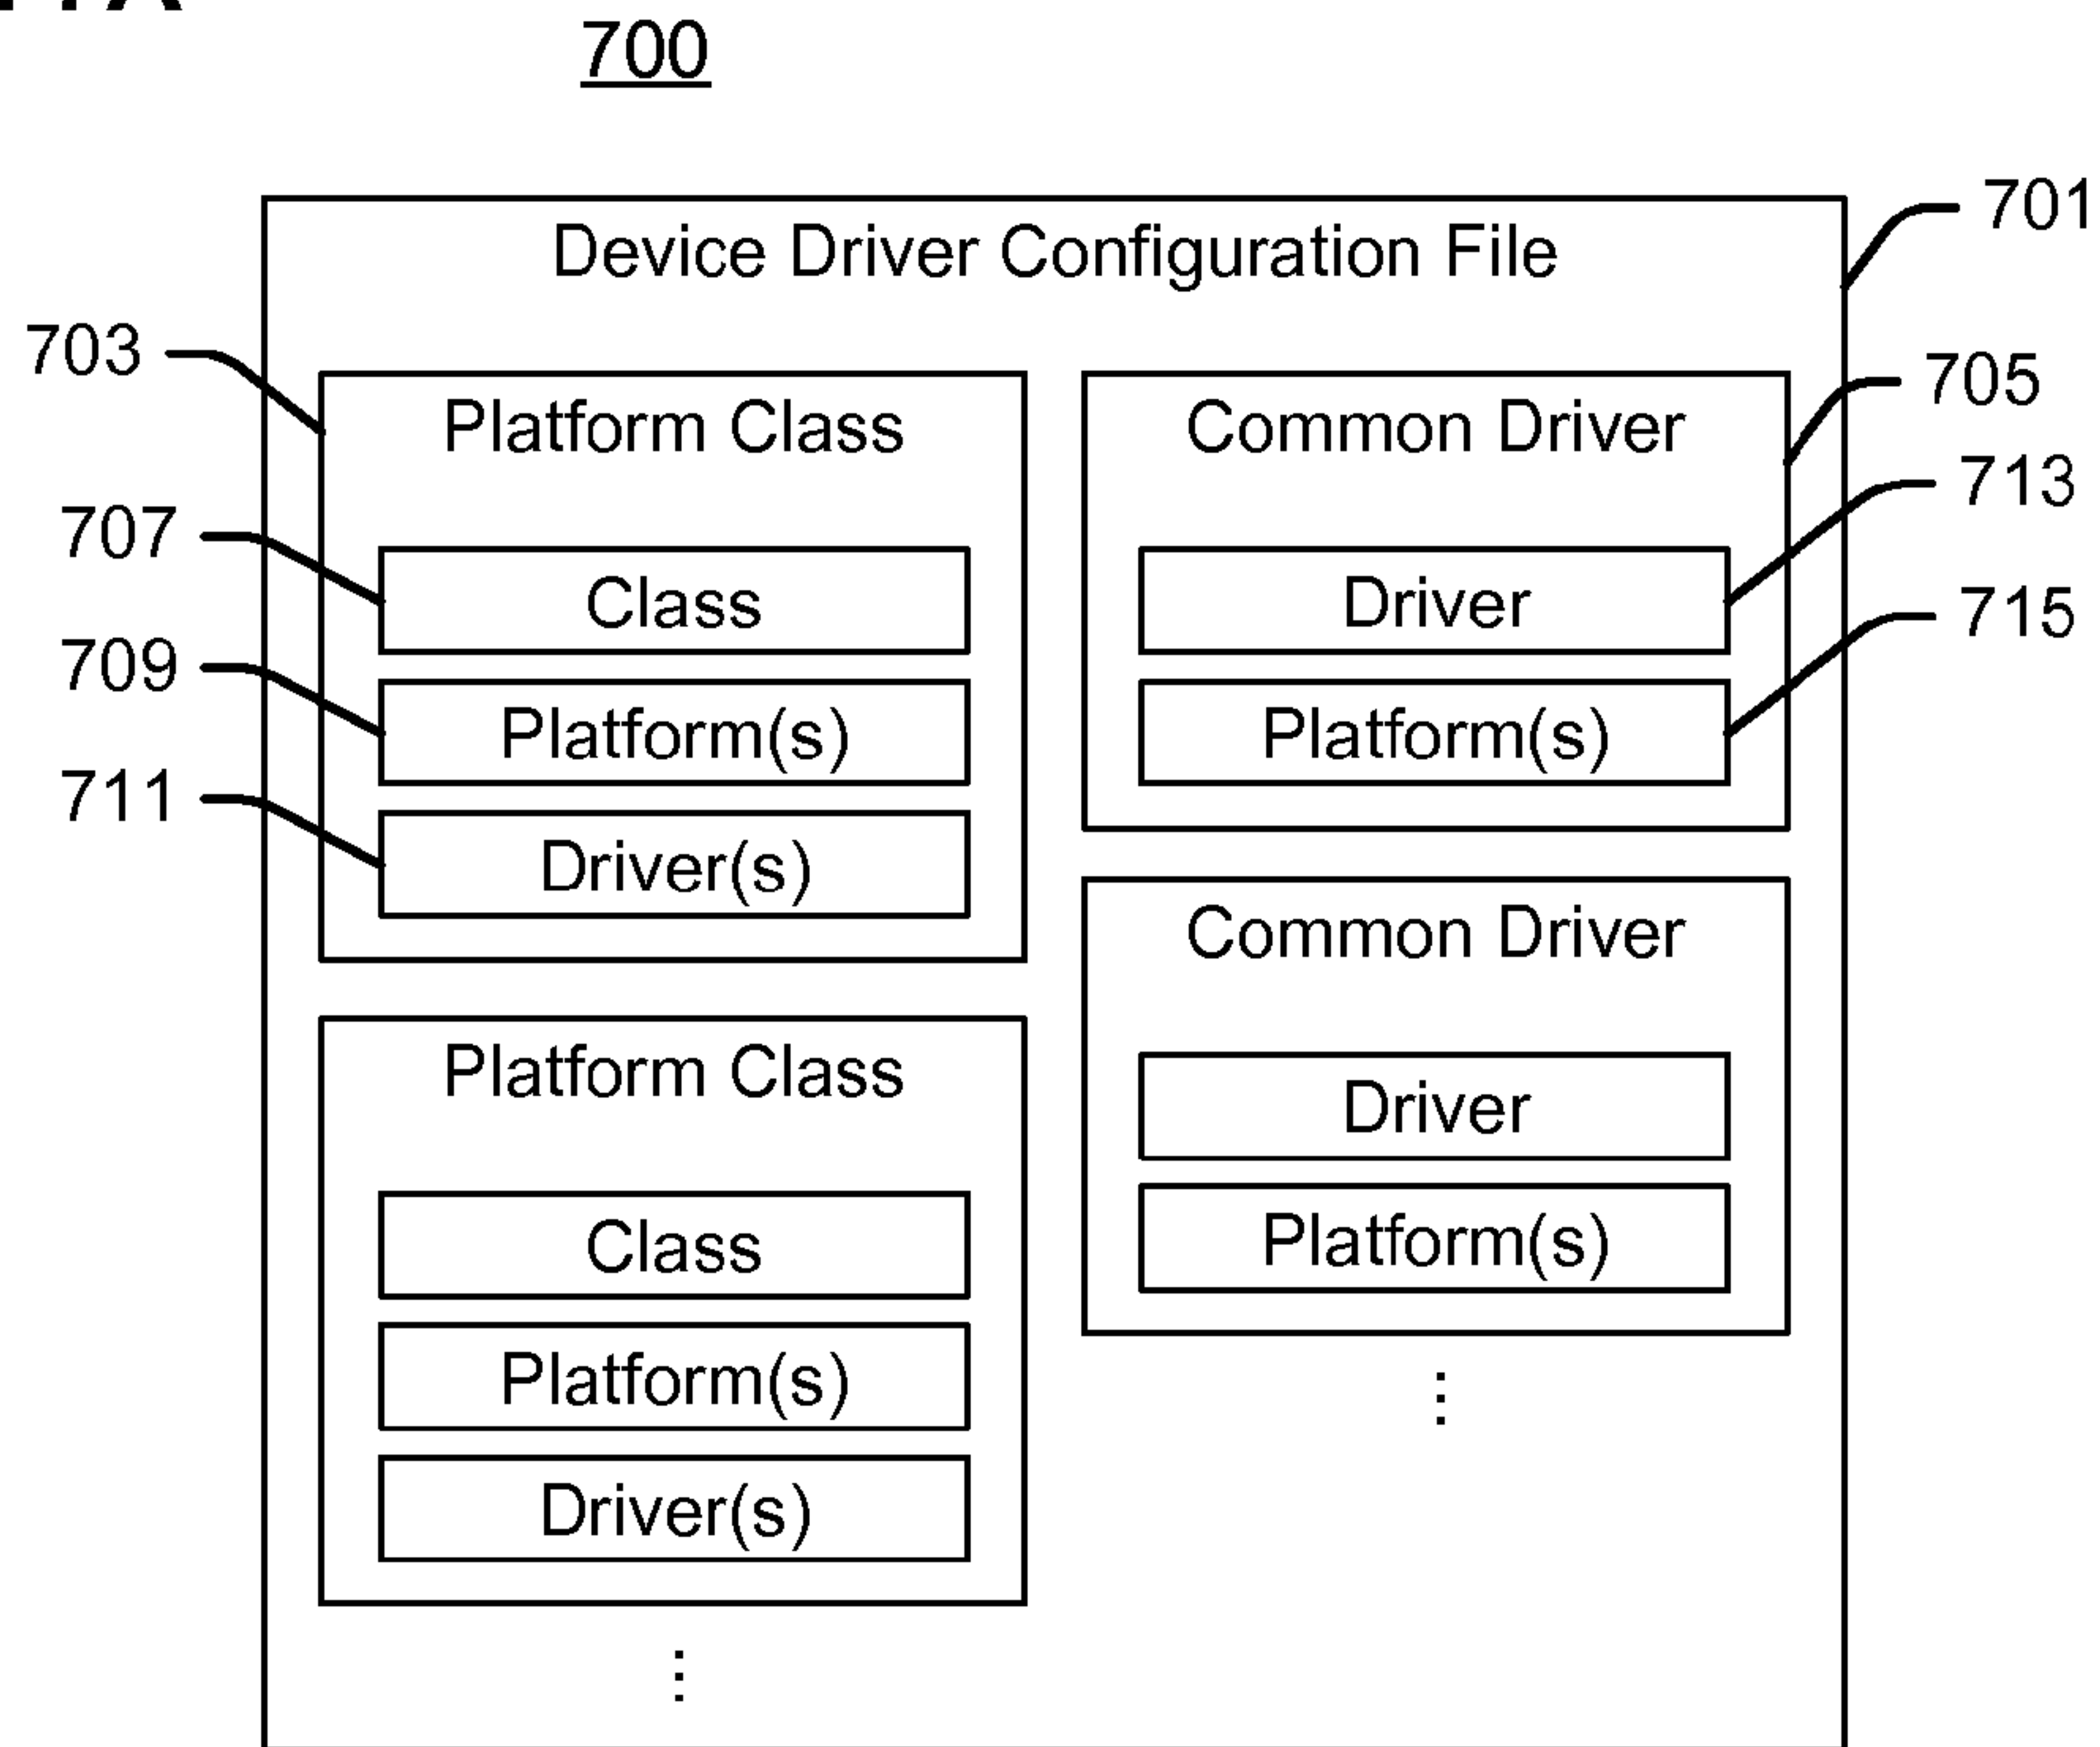 700
701
Device Driver Configuration File
703
705
Platform Class
Common Driver
713
707
Class
Driver
715
709
Platform(s)
Platform(s)
711
Driver(s)
Common Driver
Platform Class
Driver
Class
Platform(s)
Platform(s)
Driver(s)